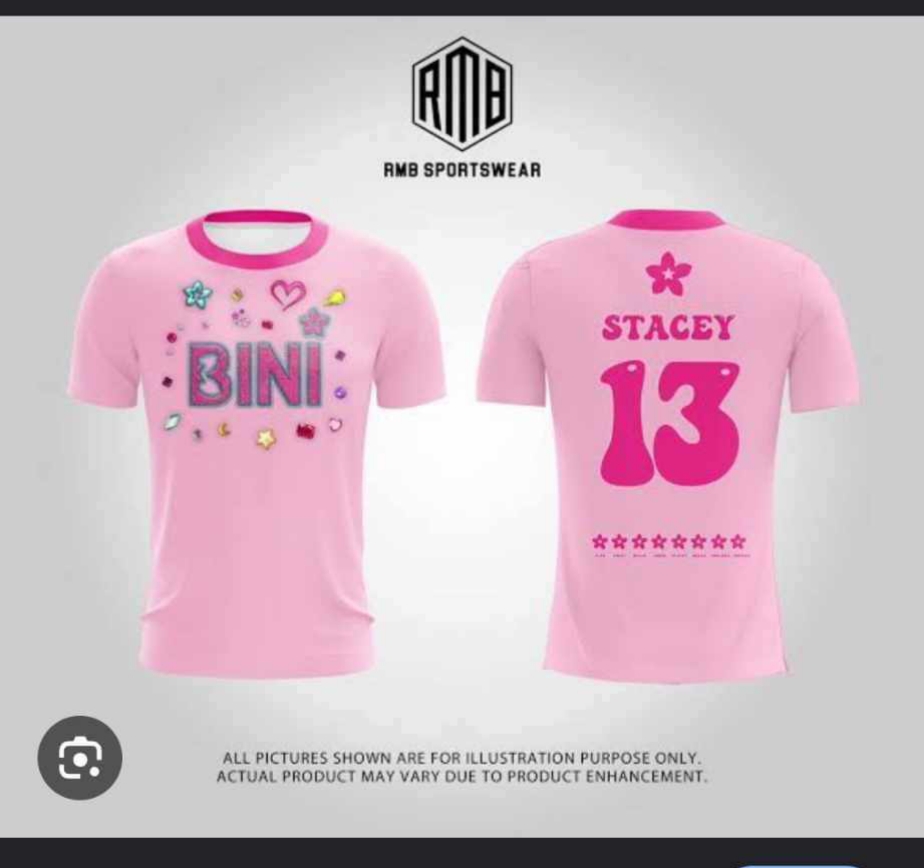 RMB
RMB SPORTSWEAR
BINI
STACEY
13
ALL PICTURES SHOWN ARE FOR ILLUSTRATION PURPOSE ONLY.
ACTUAL PRODUCT MAY VARY DUE TO PRODUCT ENHANCEMENT.